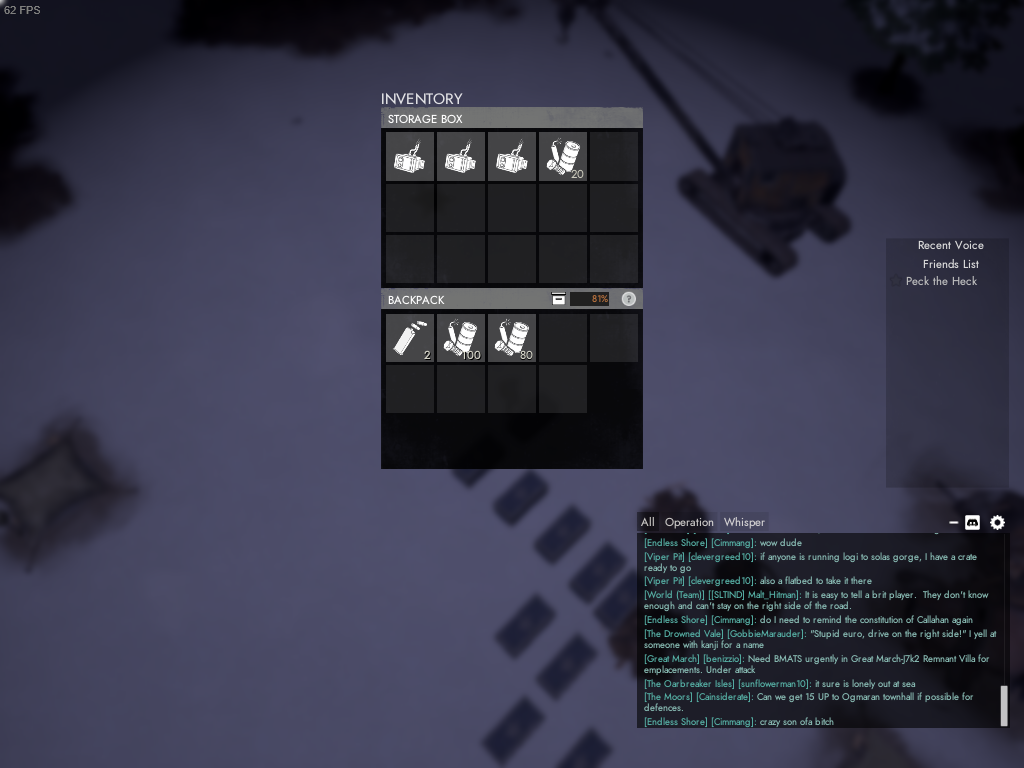 62 FPS
INVENTORY
STORAGE BOX
20
BACKPACK
81%
?
2
100
80
Recent Voice
Friends List
Peck the Heck
All Operation Whisper
[Endless Shore] [Cimmang]: wow dude
[Viper Pit] [clevergreed10]: if anyone is running logi to solas gorge, I have a crate
ready to go
[Viper Pit] [clevergreed10]: also a flatbed to take it there
[World (Team)] [[SLTIND] Malt_Hitman]: It is easy to tell a brit player. They don't know
enough and can't stay on the right side of the road.
[Endless Shore] [Cimmang]: do I need to remind the constitution of Callahan again
[The Drowned Vale] [GobbieMarauder]: "Stupid euro, drive on the right side!" I yell at
someone with kanji for a name
[Great March] [benizzio]: Need BMATS urgently in Great March-J7k2 Remnant Villa for
emplacements. Under attack
[The Oarbreaker Isles] [sunflowerman10]: it sure is lonely out at sea
[The Moors] [Cainsiderate]: Can we get 15 UP to Ogmaran townhall if possible for
defences.
[Endless Shore] [Cimmang]: crazy son ofa bitch